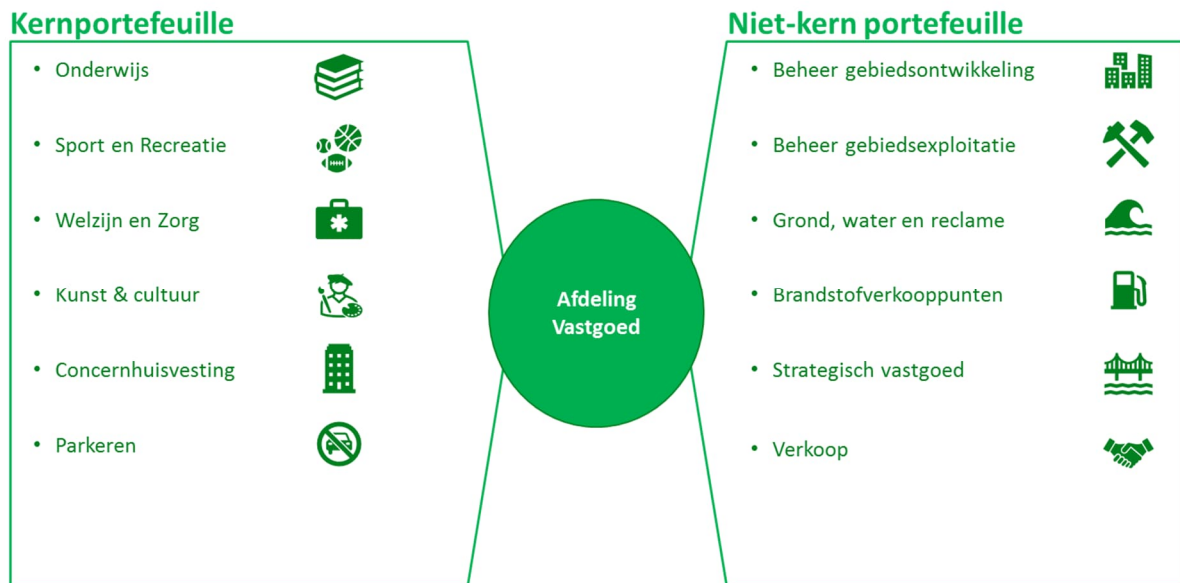 Kernportefeuille
• Onderwijs
• Sport en Recreatie
• Welzijn en Zorg
• Kunst & cultuur
• Concernhuisvesting
• Parkeren
Afdeling
Vastgoed
Niet-kern portefeuille
• Beheer gebiedsontwikkeling
• Beheer gebiedsexploitatie
• Grond, water en reclame
• Brandstofverkooppunten
• Strategisch vastgoed
• Verkoop